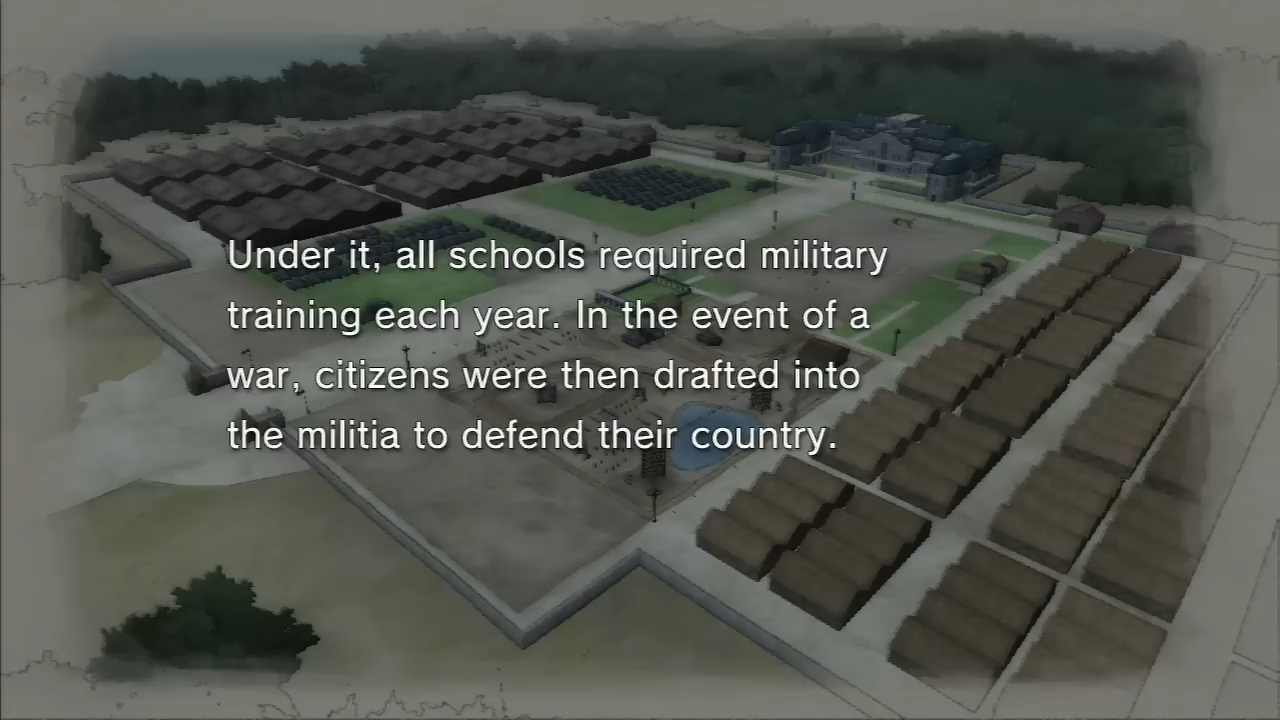 Under it, all schools required military
training each year. In the event of a
war, citizens were then drafted into
the militia to defend their country.